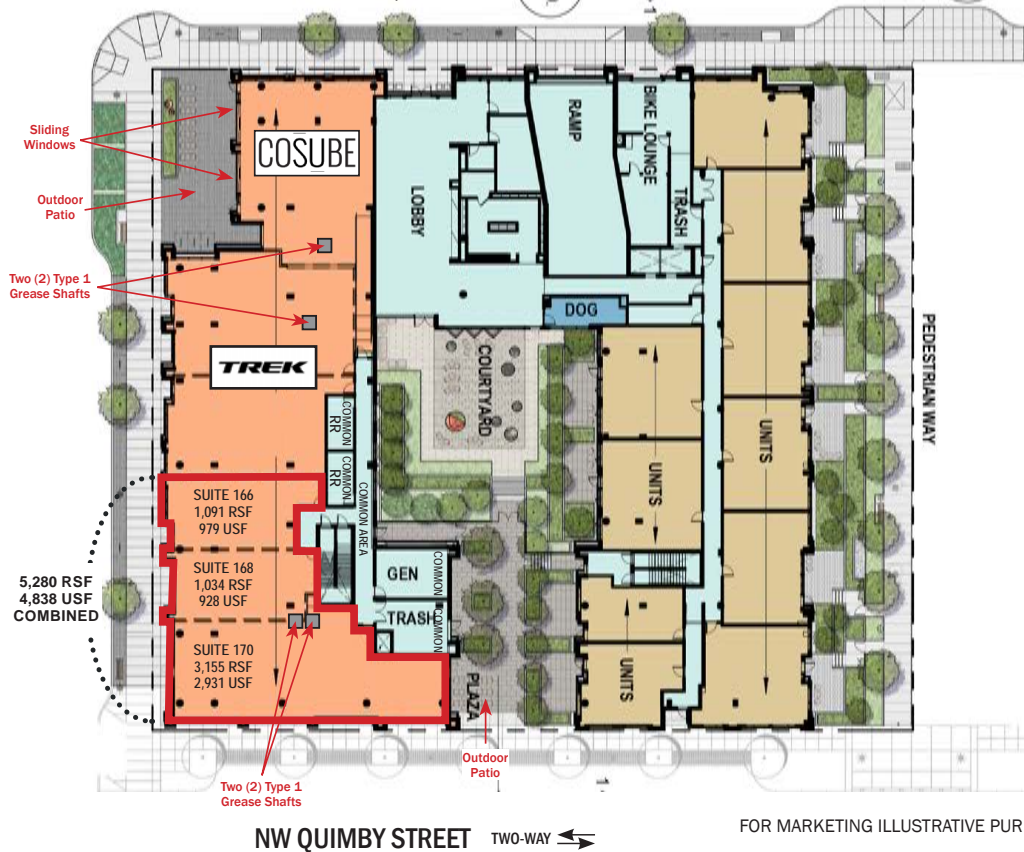 Sliding
Windows
COSUBE
RAMP
BIKE LOUNGE
TRASH
LOBBY
Outdoor
Patio
Two (2) Type 1
Grease Shafts
DOG
TREK
COURTYARD
PEDESTRIAN WAY
COMMON
RR
COMMON
RR
COMMON AREA
UNITS
UNITS
SUITE 166
1,091 RSF
979 USF
5,280 RSF
4,838 USF
COMBINED
SUITE 168
1,034 RSF
928 USF
GEN
COMMON
TRASH
COMMON
SUITE 170
3,155 RSF
2,931 USF
UNITS
PLAZA
Outdoor
Patio
Two (2) Type 1
Grease Shafts
NW QUIMBY STREET TWO-WAY
FOR MARKETING ILLUSTRATIVE PUR